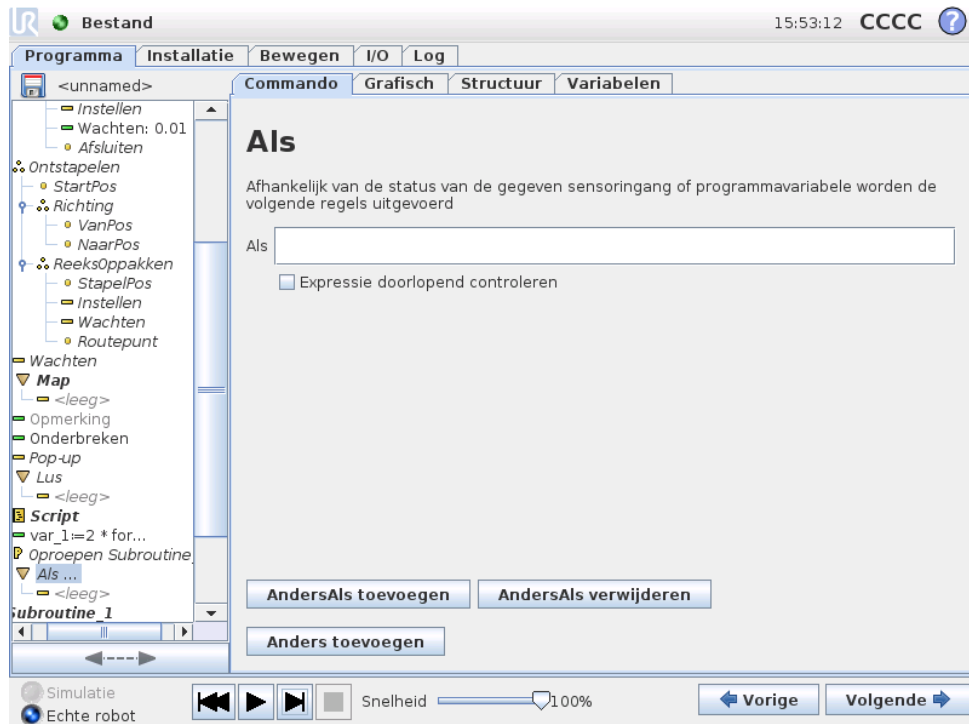 Bestand
15:53:12 CCCC ?
Programma Installatie Bewegen I/O Log
<unnamed>
Commando Grafisch Structuur Variabelen
Instellen
Wachten: 0.01
Afsluiten
Ontstapelen
StartPos
Richting
VanPos
NaarPos
ReeksOppakken
StapelPos
Instellen
Wachten
Routepunt
Wachten
Map
<leeg>
Opmerking
Onderbreken
Pop-up
Lus
<leeg>
Script
var_1:=2 * for...
Oproepen Subroutine_
Als ...
<leeg>
Subroutine_1
Als
Afhankelijk van de status van de gegeven sensoringang of programmavariabele worden de
volgende regels uitgevoerd
Als
Expressie doorlopend controleren
AndersAls toevoegen AndersAls verwijderen
Anders toevoegen
Simulatie
Echte robot
Snelheid 100%
Vorige Volgende